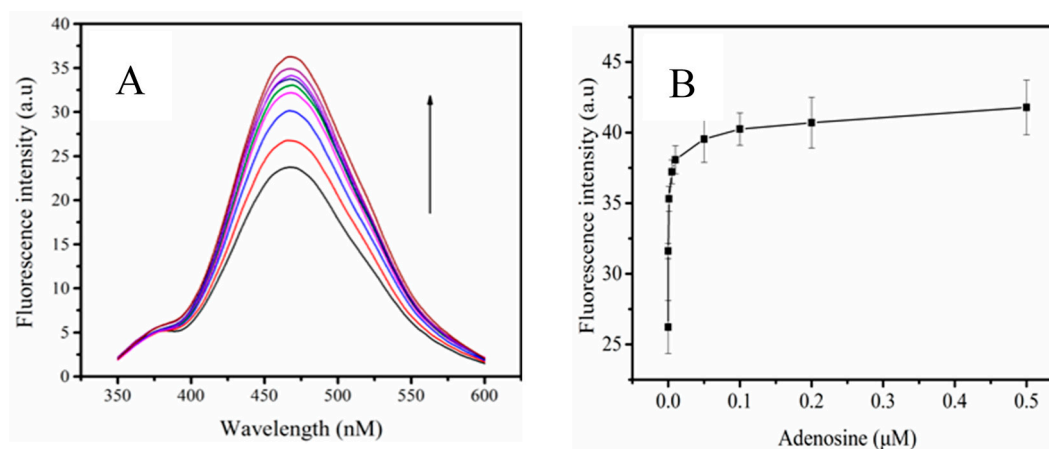 A
Fluorescence intensity (a.u)
40
35
30
25
20
15
10
5
0
350 400 450 500 550 600
Wavelength (nM)
B
Fluorescence intensity (a.u)
45
40
35
30
25
0.0 0.1 0.2 0.3 0.4 0.5
Adenosine (μM)